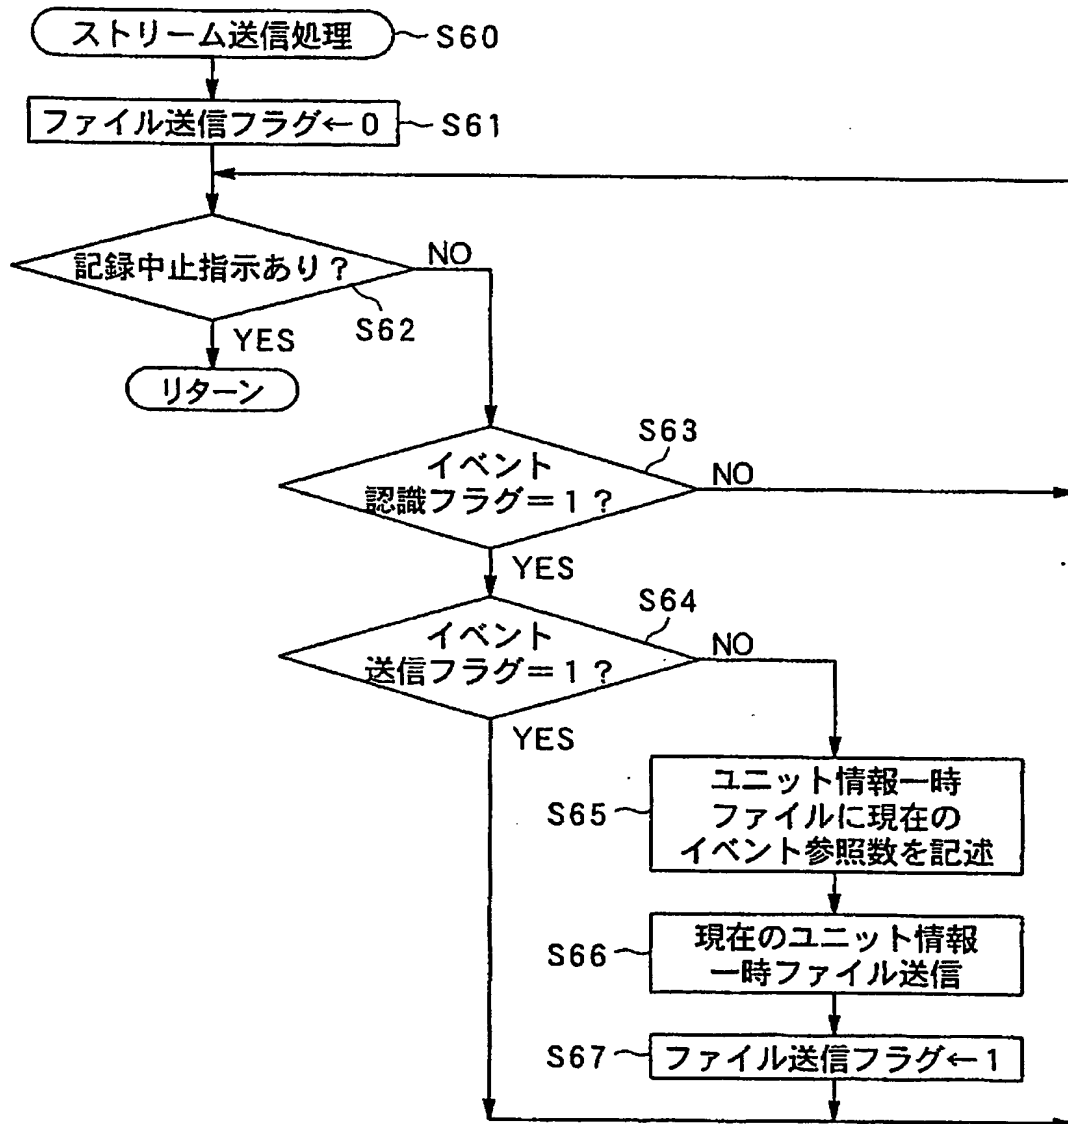 ストリーム送信処理
S60
ファイル送信フラグ←0
S61
記録中止指示あり？
NO
S62
YES
リターン
S63
イベント
認識フラグ＝1？
NO
YES
S64
イベント
送信フラグ＝1？
NO
YES
ユニット情報一時
ファイルに現在の
イベント参照数を記述
S65
現在のユニット情報
一時ファイル送信
S66
S67
ファイル送信フラグ←1